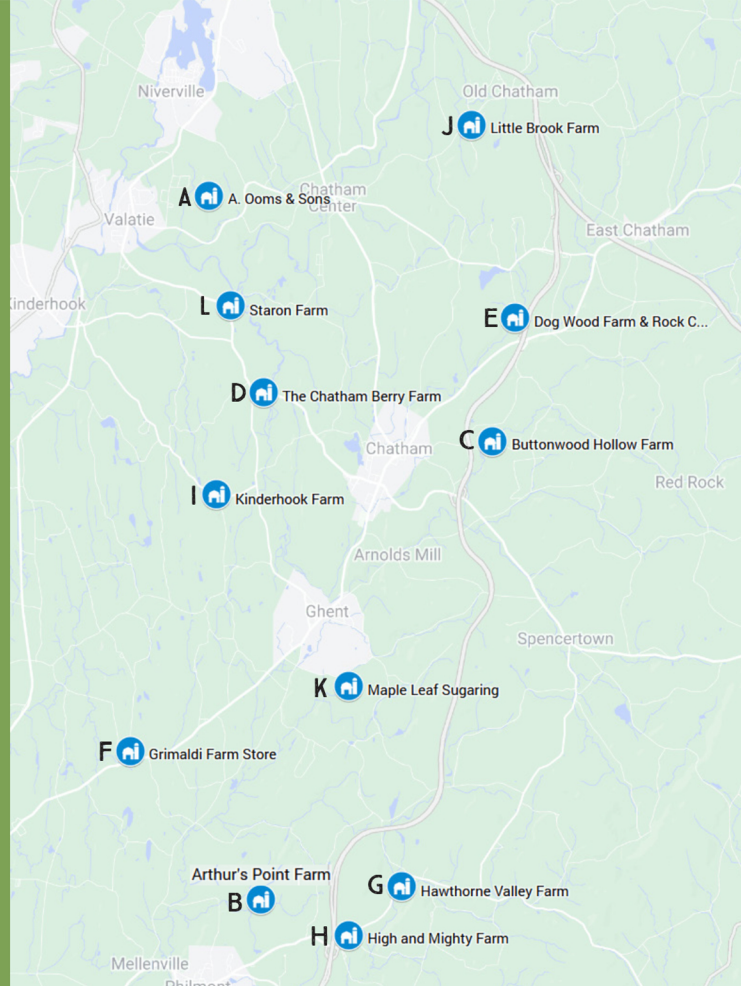 Niverville
Old Chatham
J Little Brook Farm
A A. Ooms & Sons
Chatham
Center
Valatie
East Chatham
Kinderhook
L Staron Farm
E Dog Wood Farm & Rock C...
D The Chatham Berry Farm
Chatham
C Buttonwood Hollow Farm
Red Rock
I Kinderhook Farm
Arnolds Mill
Ghent
Spencertown
K Maple Leaf Sugaring
F Grimaldi Farm Store
Arthur's Point Farm
B
G Hawthorne Valley Farm
H High and Mighty Farm
Mellenville
Philmont